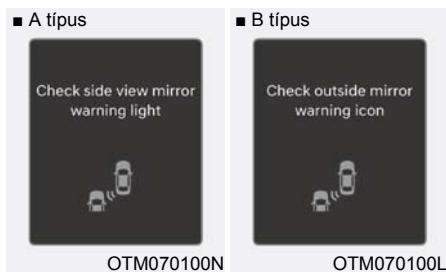 ■ A típus
Check side view mirror
warning light
OTM070100N
■ B típus
Check outside mirror
warning icon
OTM070100L